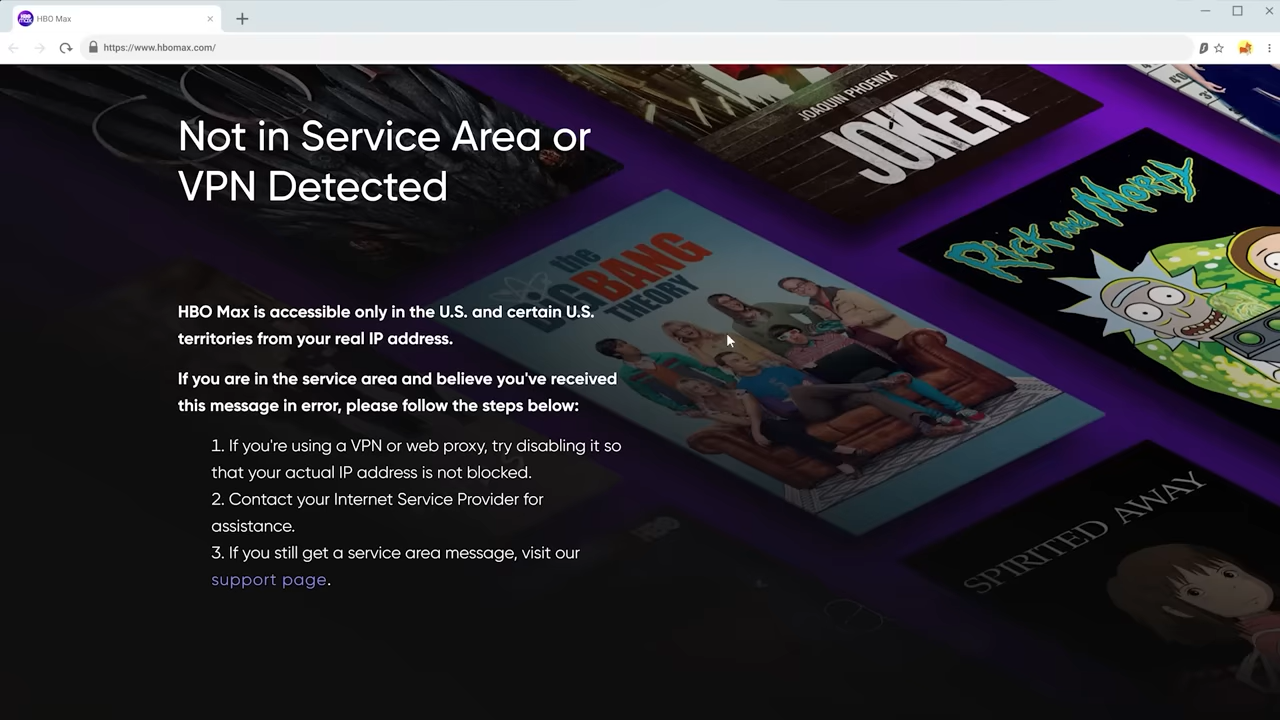 HBO Max
https://www.hbomax.com/
Not in Service Area or
VPN Detected
HBO Max is accessible only in the U.S. and certain U.S.
territories from your real IP address.
If you are in the service area and believe you've received
this message in error, please follow the steps below:
1. If you're using a VPN or web proxy, try disabling it so
that your actual IP address is not blocked.
2. Contact your Internet Service Provider for
assistance.
3. If you still get a service area message, visit our
support page.
JOAQUIN PHOENIX
JOKER
the
BiG BANG
THEORY
RICK AND MORTY
SPIRITED AWAY
HBO